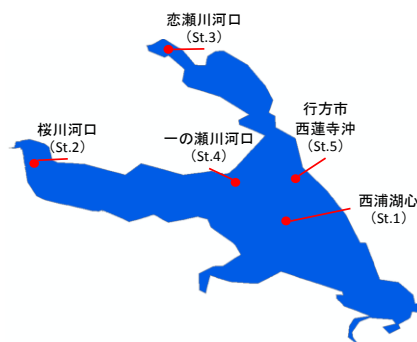 恋瀬川河口
（St.3）
行方市
西蓮寺沖
（St.5）
桜川河口
（St.2）
一の瀬川河口
（St.4）
西浦湖心
（St.1）